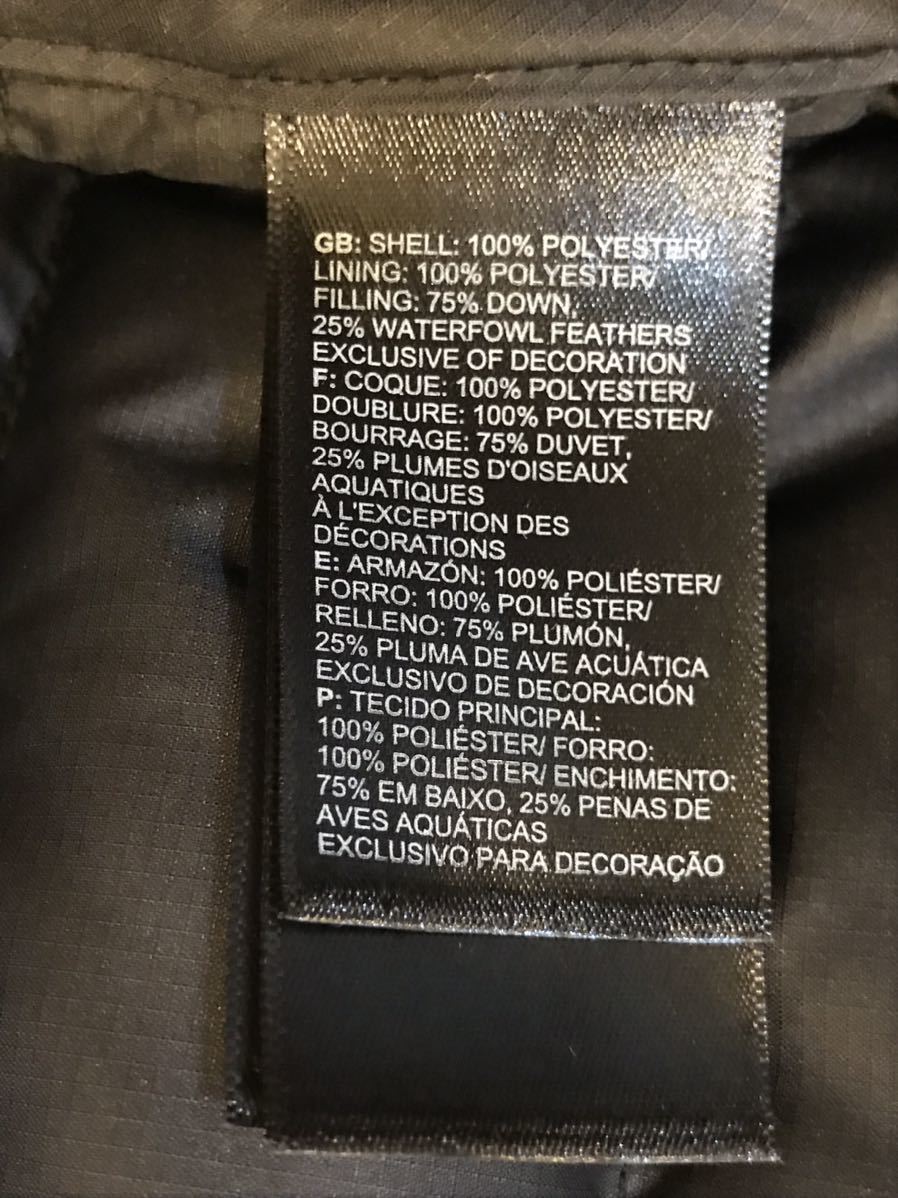 GB: SHELL: 100% POLYESTER/
LINING: 100% POLYESTER/
FILLING: 75% DOWN,
25% WATERFOWL FEATHERS
EXCLUSIVE OF DECORATION
F: COQUE: 100% POLYESTER/
DOUBLURE: 100% POLYESTER/
BOURRAGE: 75% DUVET,
25% PLUMES D'OISEAUX
AQUATIQUES
À L'EXCEPTION DES
DÉCORATIONS
E: ARMAZÓN: 100% POLIÉSTER/
FORRO: 100% POLIÉSTER/
RELLENO: 75% PLUMÓN,
25% PLUMA DE AVE ACUÁTICA
EXCLUSIVO DE DECORACIÓN
P: TECIDO PRINCIPAL:
100% POLIÉSTER/ FORRO:
100% POLIÉSTER/ ENCHIMENTO:
75% EM BAIXO, 25% PENAS DE
AVES AQUÁTICAS
EXCLUSIVO PARA DECORAÇÃO